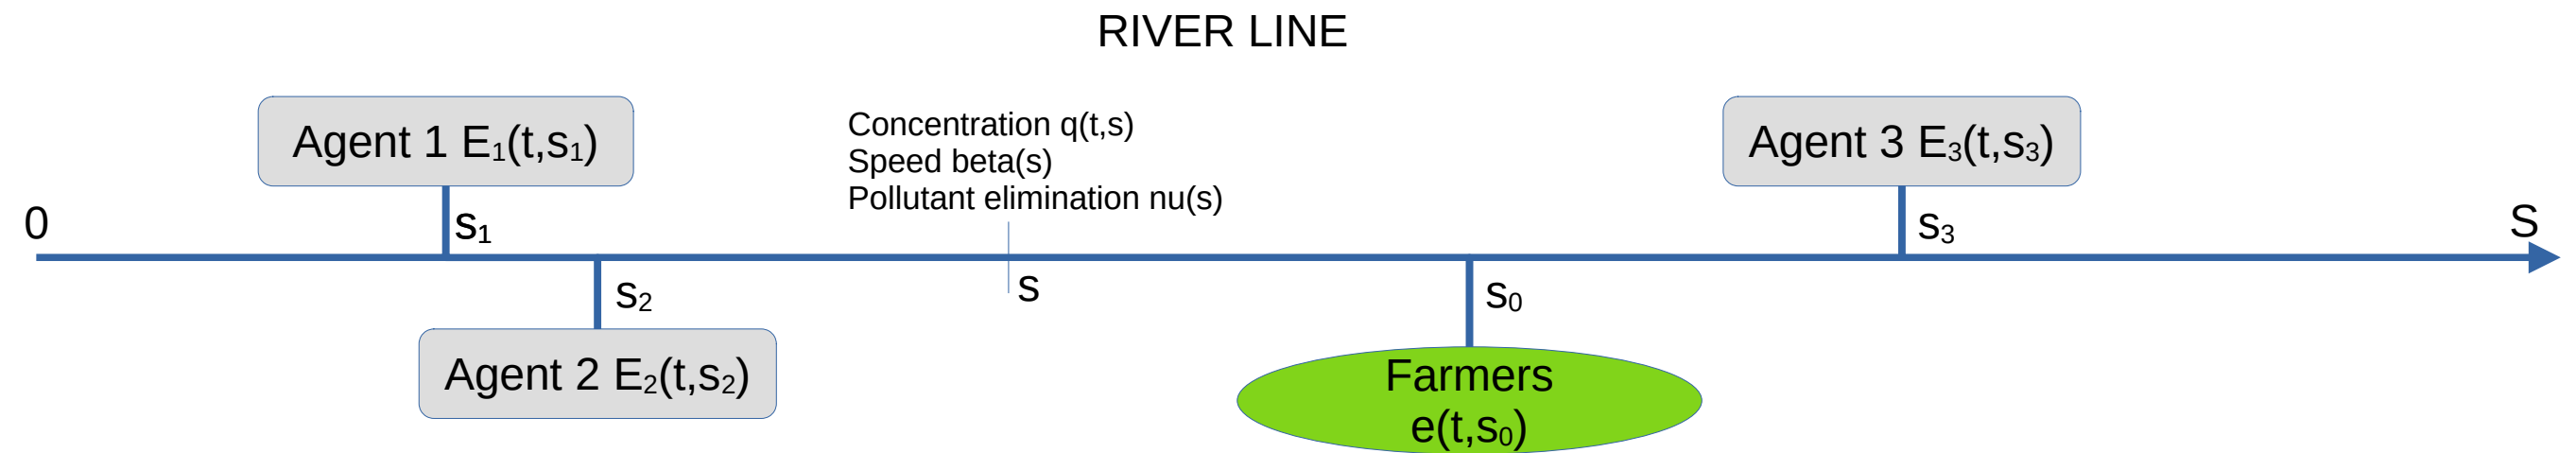 RIVER LINE
Agent 1 E₁(t,s₁)
Concentration q(t,s)
Speed beta(s)
Pollutant elimination nu(s)
Agent 3 E₃(t,s₃)
0
s₁
s₃
S
s₂
s
s₀
Agent 2 E₂(t,s₂)
Farmers
e(t,s₀)